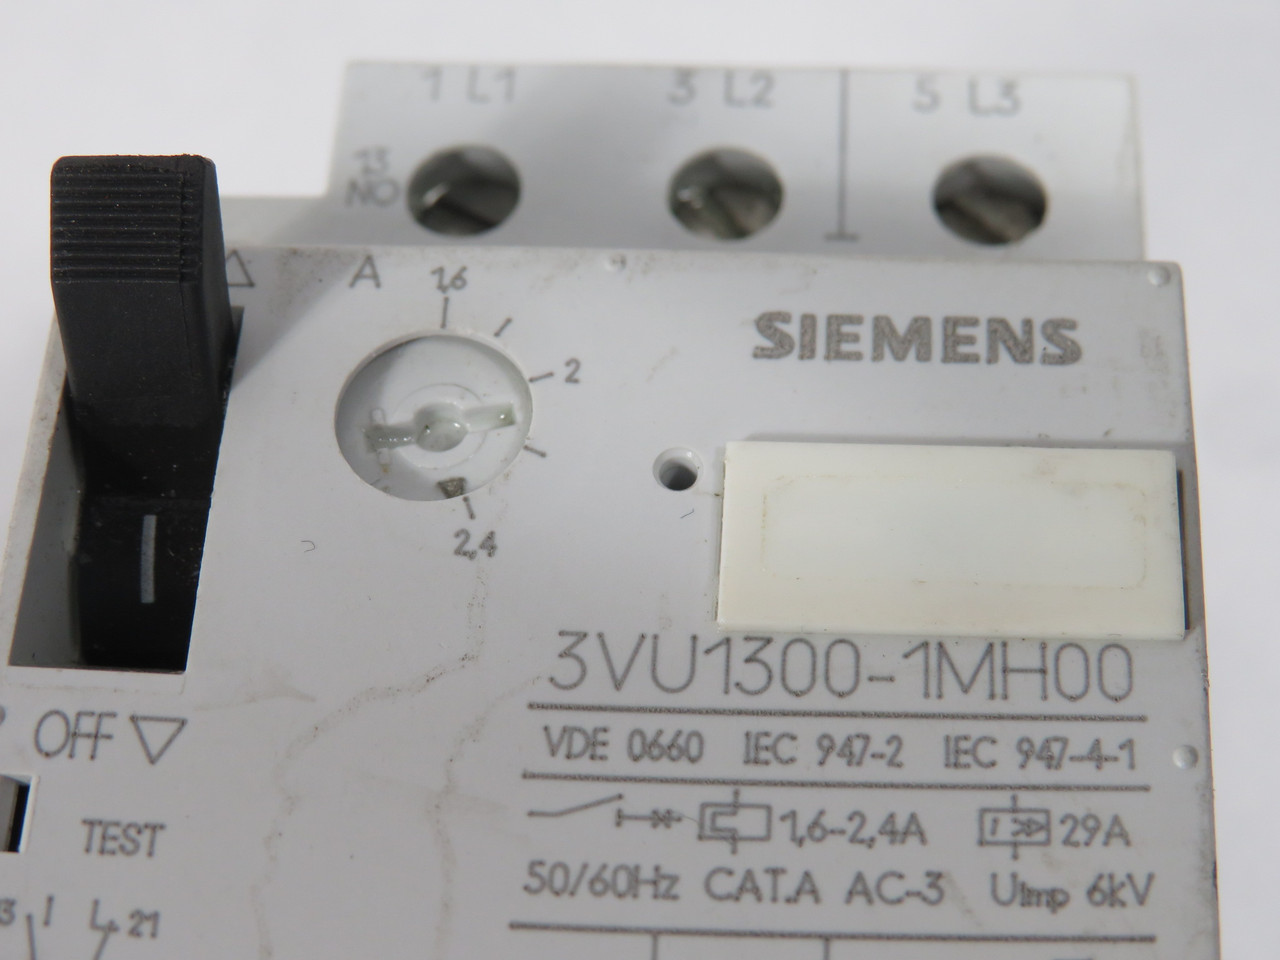 1 L1 3 L2 5 L3
13
NO
A 1,6
SIEMENS
2
2,4
3VU1300-1MH00
OFF
VDE 0660 IEC 947-2 IEC 947-4-1
1,6-2,4A I>> 29A
TEST
50/60Hz CAT.A AC-3 Uimp 6kV
3 21